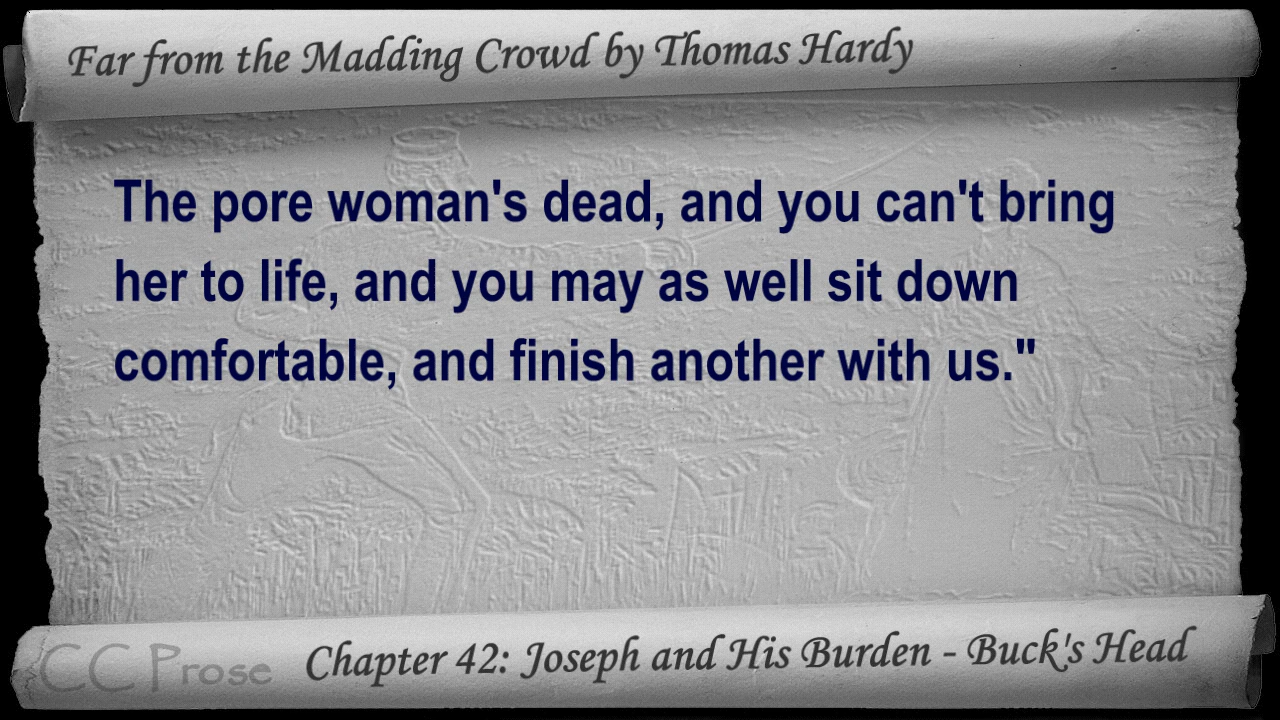 Far from the Madding Crowd by Thomas Hardy
The pore woman's dead, and you can't bring
her to life, and you may as well sit down
comfortable, and finish another with us."
CC Prose
Chapter 42: Joseph and His Burden - Buck's Head